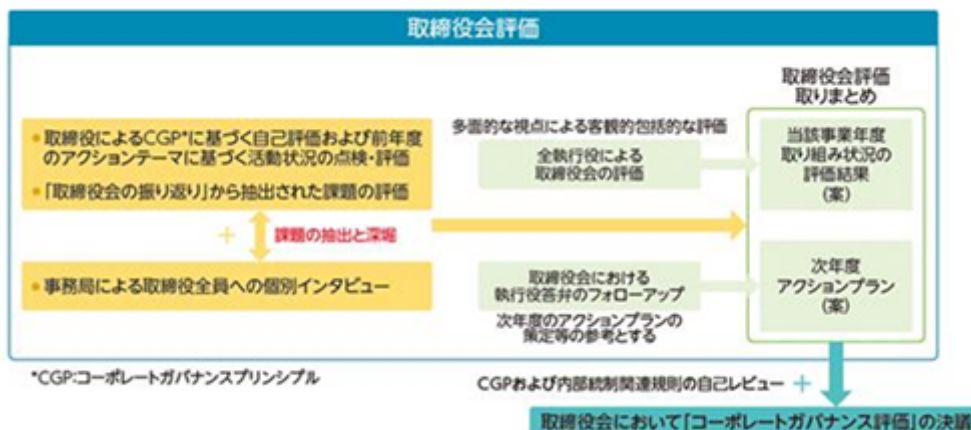 取締役会評価
取締役会評価
取りまとめ
• 取締役によるCGP*に基づく自己評価および前年度
のアクションテーマに基づく活動状況の点検・評価
• 「取締役会の振り返り」から抽出された課題の評価
+
課題の抽出と深堀
• 事務局による取締役全員への個別インタビュー
多面的な視点による客観的包括的な評価
全執行役による
取締役会の評価
取締役会における
執行役答弁のフォローアップ
次年度のアクションプランの
策定等の参考とする
当該事業年度
取り組み状況の
評価結果
(案)
次年度
アクションプラン
(案)
*CGP:コーポレートガバナンスプリンシプル
CGPおよび内部統制関連規則の自己レビュー +
取締役会において「コーポレートガバナンス評価」の決議